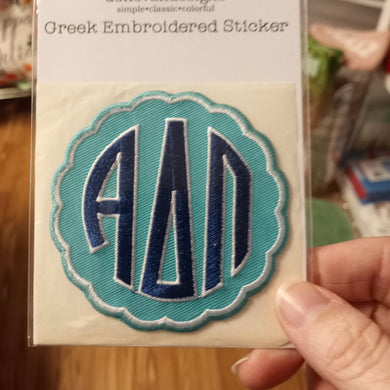 simple•classic•colorful
Greek Embroidered Sticker
ΑΔΠ